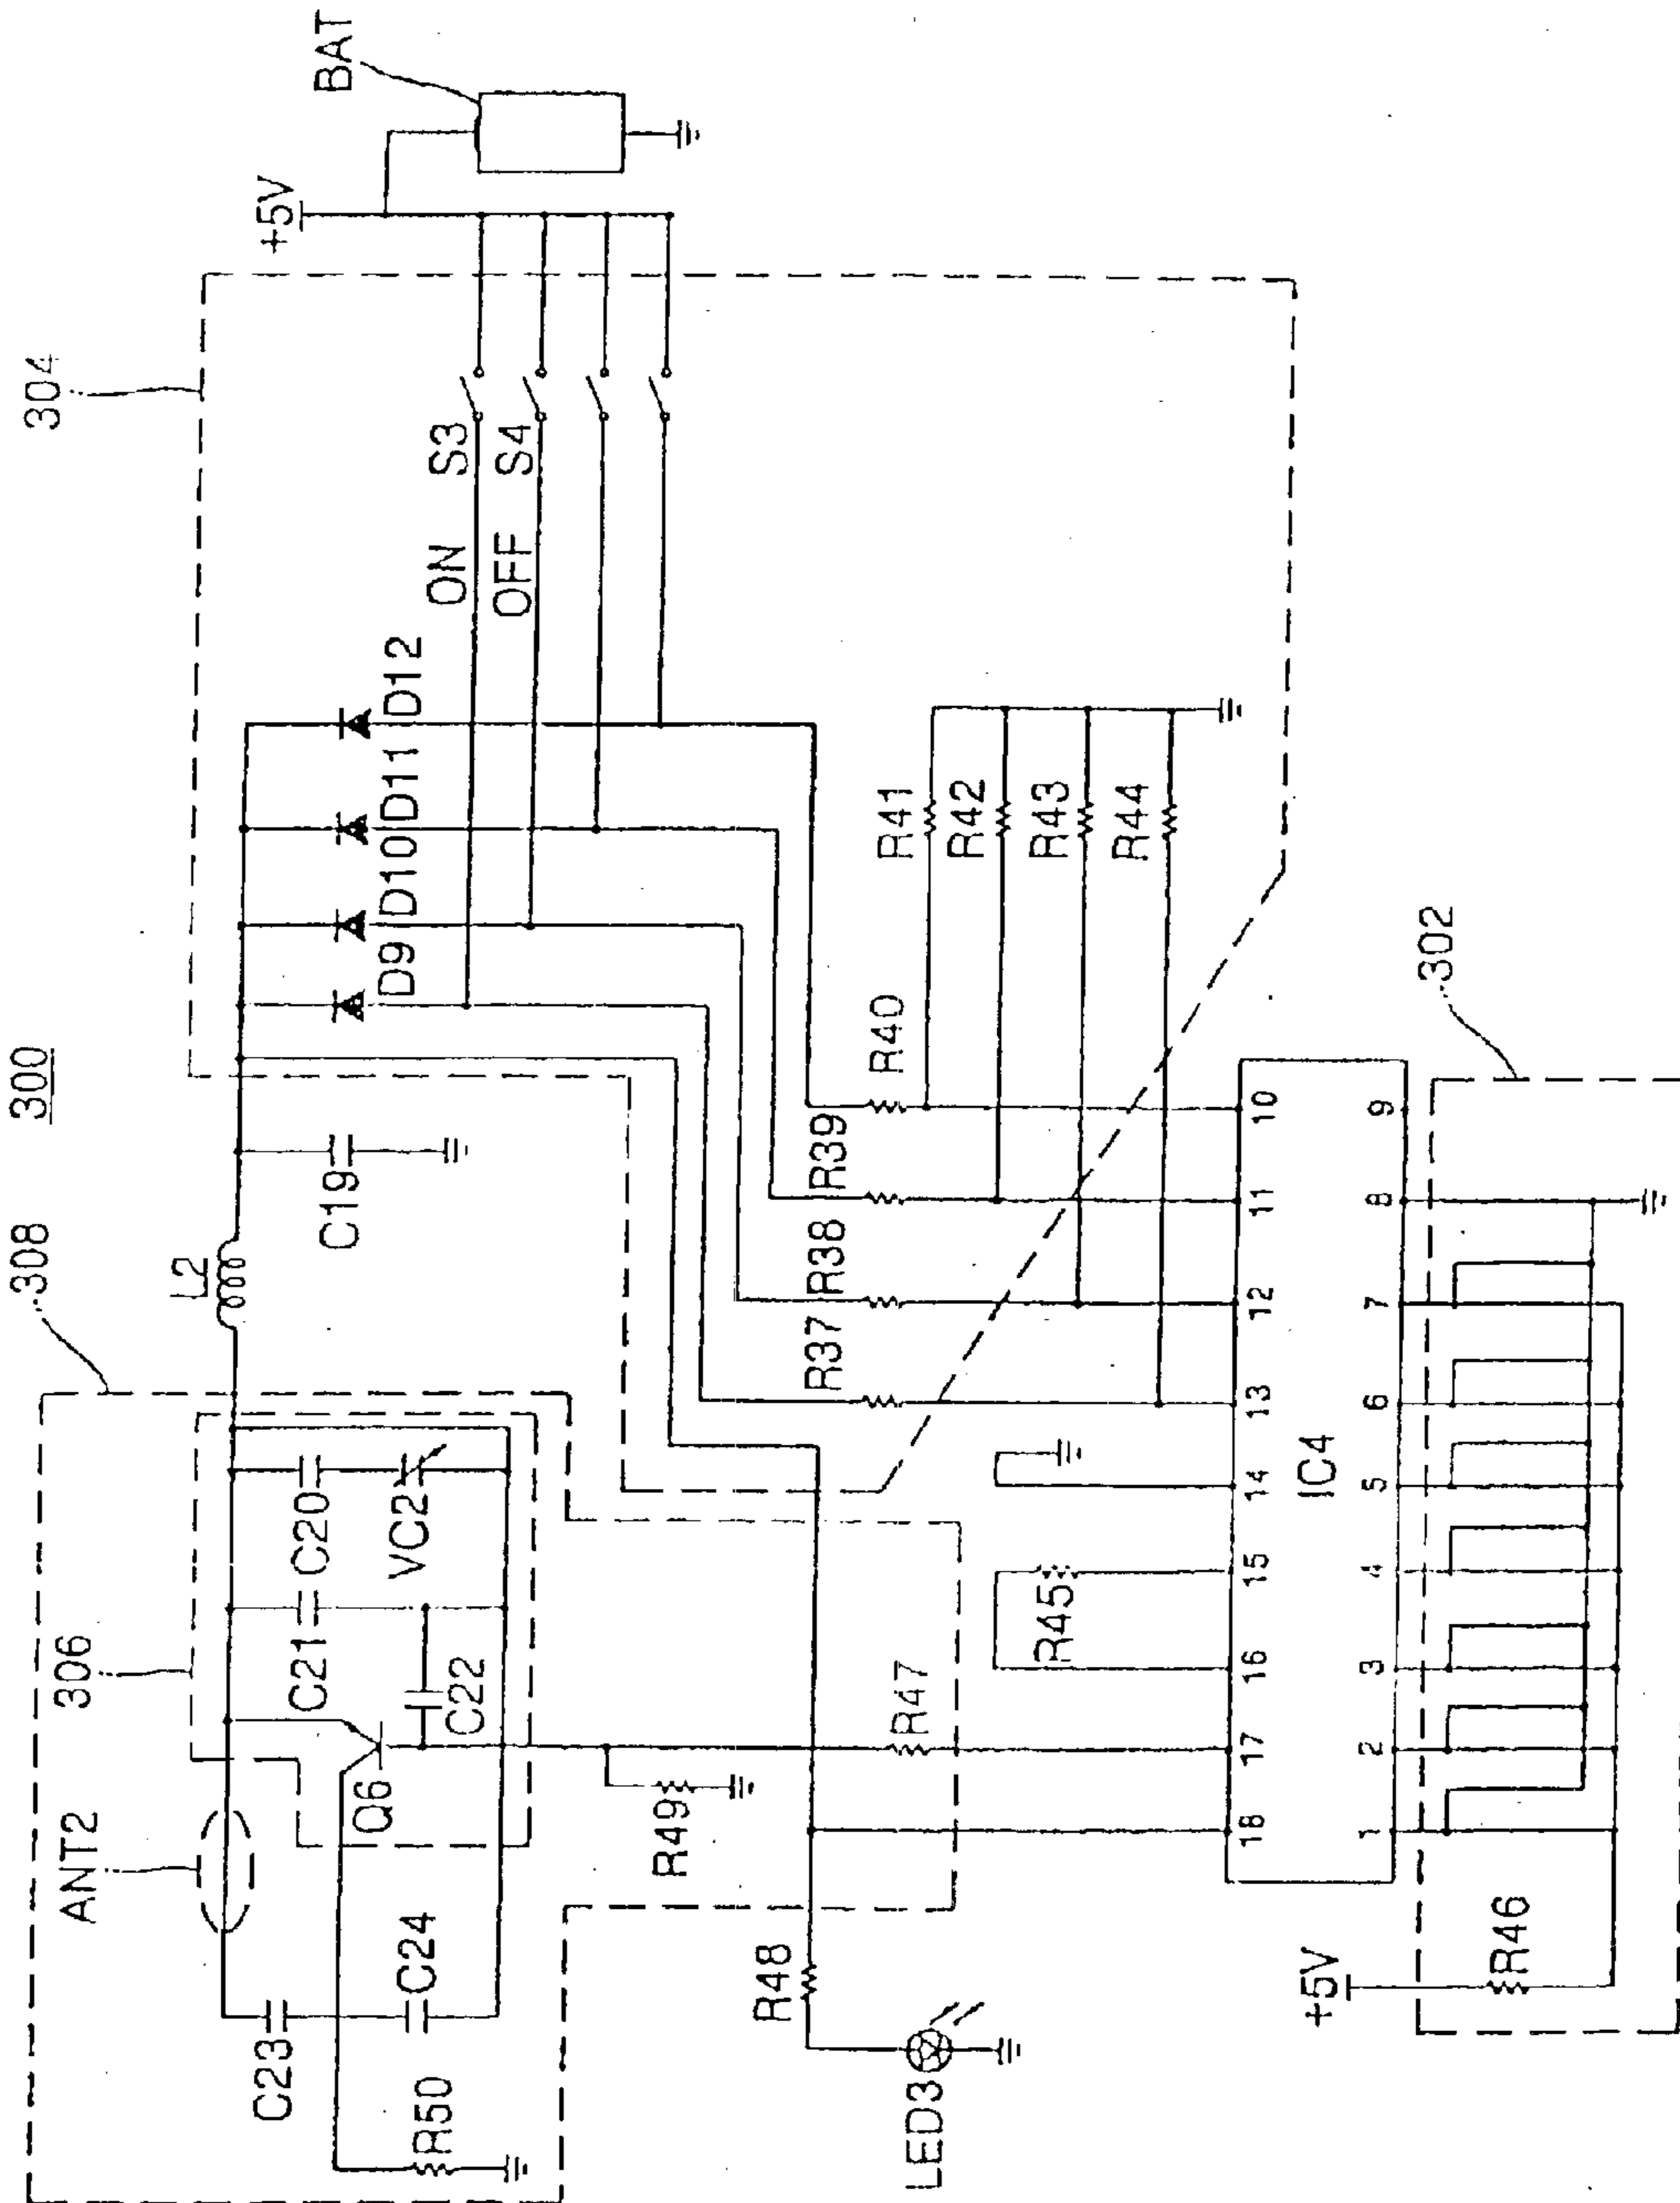 300
308
304
306
ANT2
L2
BAT
+5V
C23
C24
R50
Q6
C21
C20
VC2
C22
C19
D9
D10
D11
D12
ON
S3
OFF
S4
R49
R47
R48
LED3
R37
R38
R39
R40
R41
R42
R43
R44
R45
18
17
16
15
14
13
12
11
10
IC4
1
2
3
4
5
6
7
8
9
+5V
R46
302